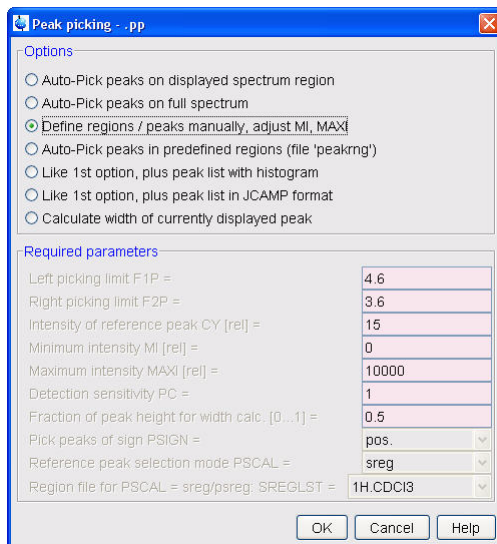 Peak picking - .pp
Options
Auto-Pick peaks on displayed spectrum region
Auto-Pick peaks on full spectrum
Define regions / peaks manually, adjust MI, MAXI
Auto-Pick peaks in predefined regions (file 'peakrng')
Like 1st option, plus peak list with histogram
Like 1st option, plus peak list in JCAMP format
Calculate width of currently displayed peak
Required parameters
Left picking limit F1P = 4.6
Right picking limit F2P = 3.6
Intensity of reference peak CY [rel] = 15
Minimum intensity MI [rel] = 0
Maximum intensity MAXI [rel] = 10000
Detection sensitivity PC = 1
Fraction of peak height for width calc. [0...1] = 0.5
Pick peaks of sign PSIGN = pos.
Reference peak selection mode PSCAL = sreg
Region file for PSCAL = sreg/psreg: SREGLST = 1H.CDCl3
OK Cancel Help